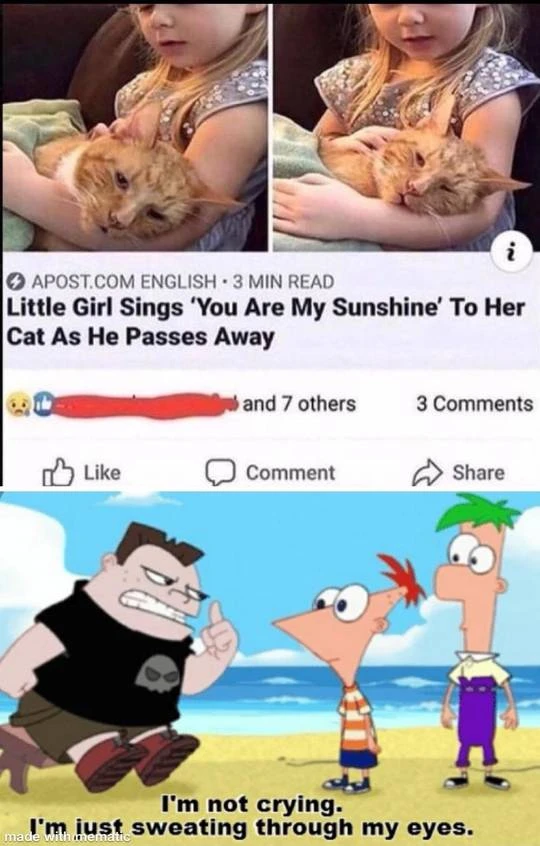 APOST.COM ENGLISH • 3 MIN READ
Little Girl Sings 'You Are My Sunshine' To Her
Cat As He Passes Away
and 7 others 3 Comments
Like Comment Share
I'm not crying.
I'm just sweating through my eyes.
made with mematic